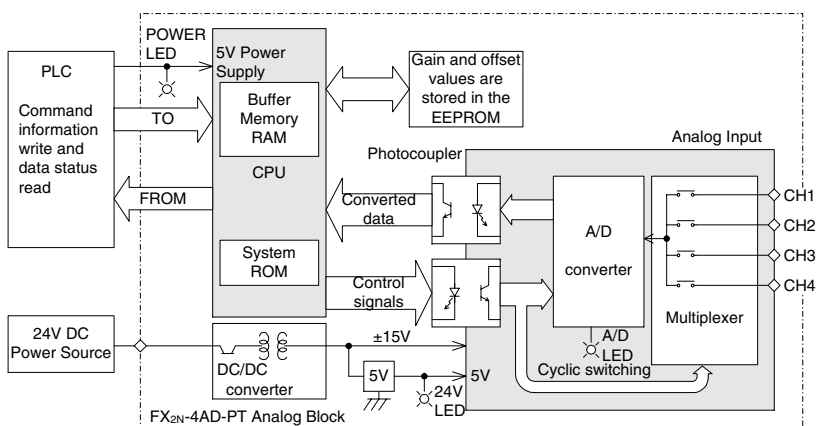 POWER
LED
PLC
Command
information
write and
data status
read
TO
FROM
5V Power
Supply
Buffer
Memory
RAM
CPU
System
ROM
Gain and offset
values are
stored in the
EEPROM
Photocoupler
Converted
data
Control
signals
Analog Input
A/D
converter
A/D
LED
Multiplexer
CH1
CH2
CH3
CH4
Cyclic switching
24V DC
Power Source
DC/DC
converter
±15V
5V
5V
24V
LED
FX2N-4AD-PT Analog Block